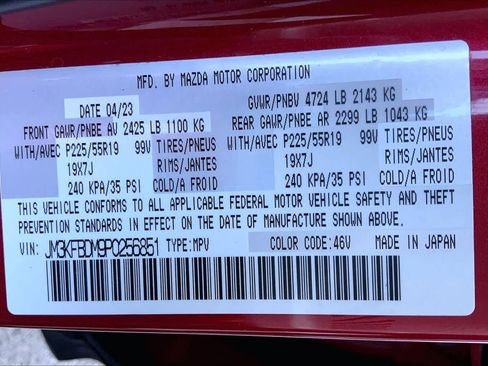 MFD. BY MAZDA MOTOR CORPORATION
DATE 04/23 GVWR/PNBV 4724 LB 2143 KG
FRONT GAWR/PNBE AV 2425 LB 1100 KG REAR GAWR/PNBE AR 2299 LB 1043 KG
WITH/AVEC P225/55R19 99V TIRES/PNEUS WITH/AVEC P225/55R19 99V TIRES/PNEUS
19X7J RIMS/JANTES 19X7J RIMS/JANTES
240 KPA/35 PSI COLD/A FROID 240 KPA/35 PSI COLD/A FROID
THIS VEHICLE CONFORMS TO ALL APPLICABLE FEDERAL MOTOR VEHICLE SAFETY AND THEFT
PREVENTION STANDARDS IN EFFECT ON THE DATE OF MANUFACTURE SHOWN ABOVE.
VIN: JM3KFBDM9P0256851 TYPE:MPV COLOR CODE:46V MADE IN JAPAN